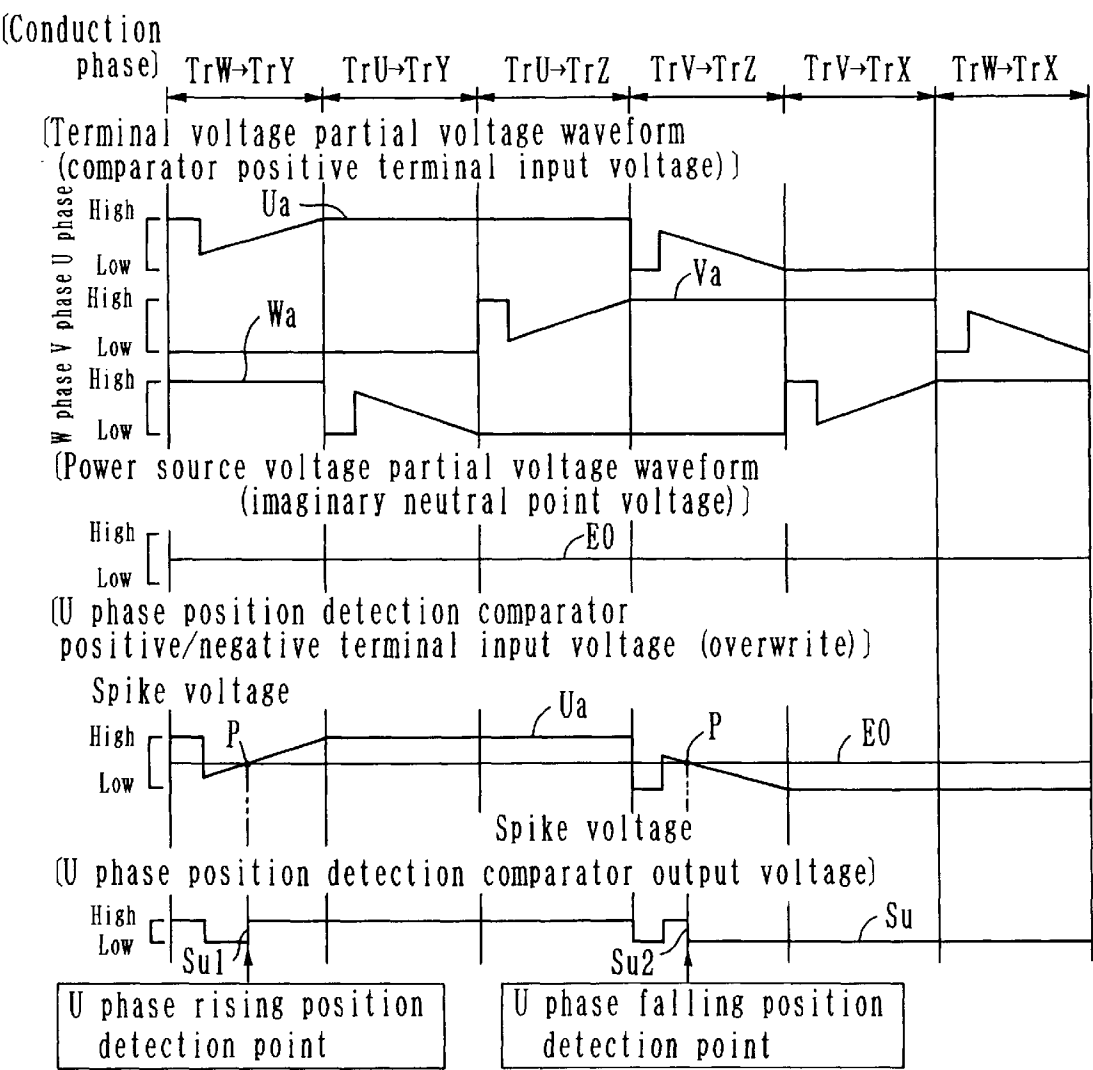 (Conduction
phase) TrW→TrY TrU→TrY TrU→TrZ TrV→TrZ TrV→TrX TrW→TrX
(Terminal voltage partial voltage waveform
(comparator positive terminal input voltage))
U phase
High
Low
Ua
V phase
High
Low
Va
W phase
High
Low
Wa
(Power source voltage partial voltage waveform
(imaginary neutral point voltage))
High
Low
E0
(U phase position detection comparator
positive/negative terminal input voltage (overwrite))
Spike voltage
High
Low
P
Ua
P
E0
Spike voltage
(U phase position detection comparator output voltage)
High
Low
Su1
Su2
Su
U phase rising position
detection point
U phase falling position
detection point